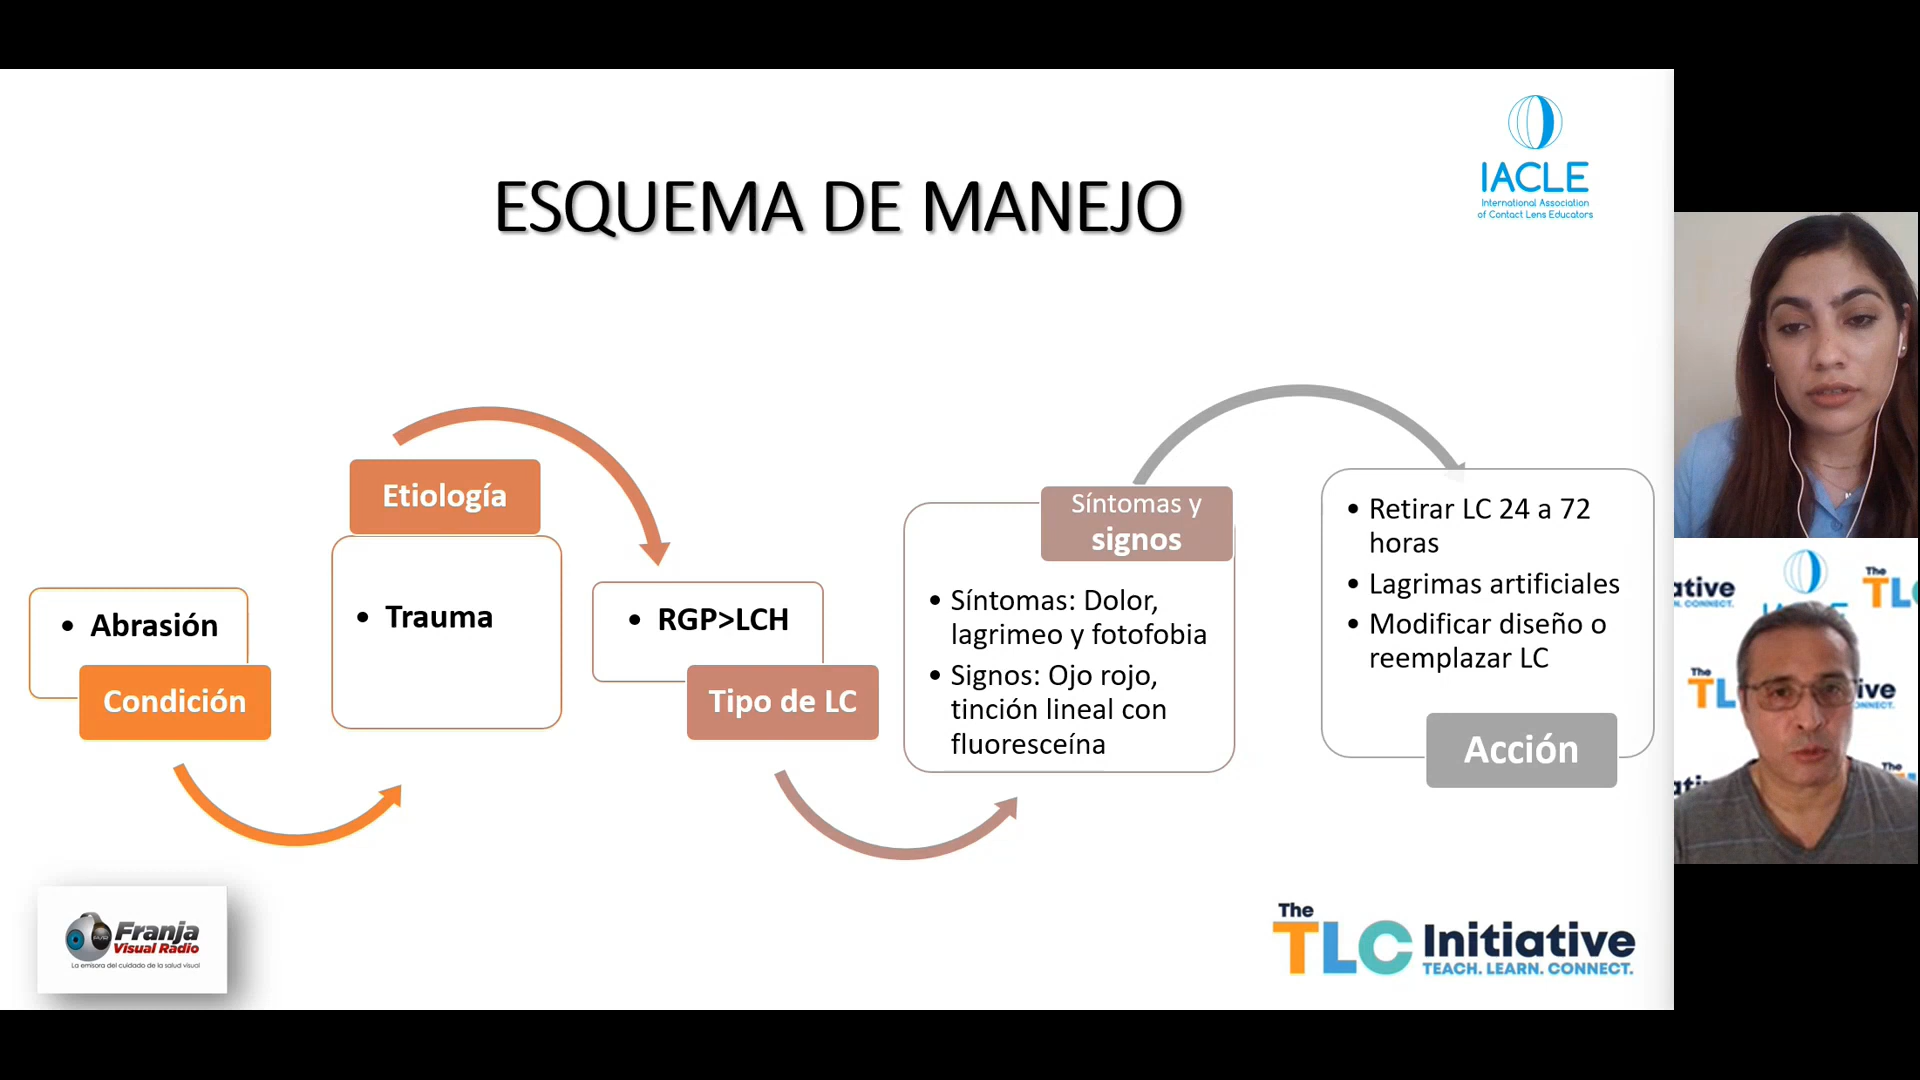 IACLE
International Association
of Contact Lens Educators
ESQUEMA DE MANEJO
• Abrasión
Condición
Etiología
• Trauma
• RGP>LCH
Tipo de LC
Síntomas y
signos
• Síntomas: Dolor,
lagrimeo y fotofobia
• Signos: Ojo rojo,
tinción lineal con
fluoresceína
• Retirar LC 24 a 72
horas
• Lagrimas artificiales
• Modificar diseño o
reemplazar LC
Acción
Franja
Visual Radio
La emisora del cuidado de la salud visual
The
TLC Initiative
TEACH. LEARN. CONNECT.